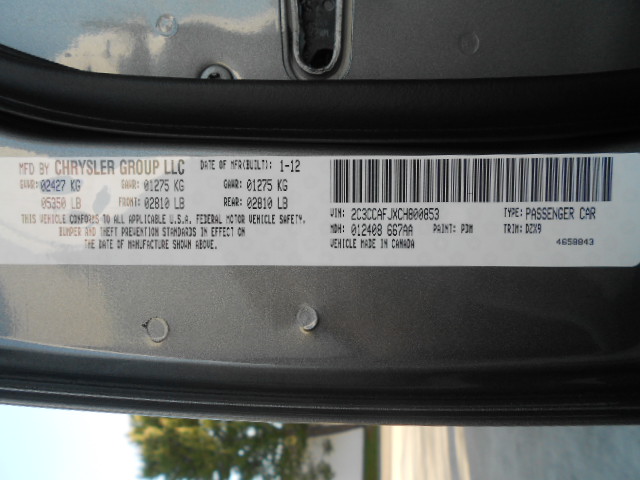 MFD BY CHRYSLER GROUP LLC DATE OF MFR(BUILT): 1-12
GVWR: 02427 KG GAWR: 01275 KG GAWR: 01275 KG
05350 LB FRONT: 02810 LB REAR: 02810 LB
THIS VEHICLE CONFORMS TO ALL APPLICABLE U.S.A. FEDERAL MOTOR VEHICLE SAFETY,
BUMPER AND THEFT PREVENTION STANDARDS IN EFFECT ON
THE DATE OF MANUFACTURE SHOWN ABOVE.
VIN: 2C3CCAFJXCH800853 TYPE: PASSENGER CAR
MDH: 012408 667AA PAINT: PDM TRIM: DZX9
VEHICLE MADE IN CANADA 4658043